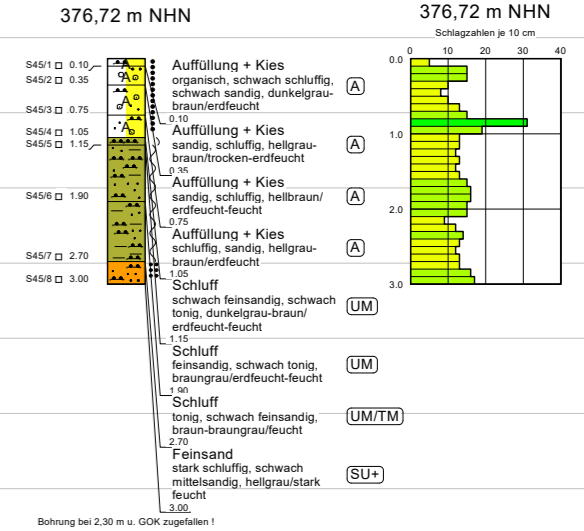 376,72 m NHN
376,72 m NHN
Schlagzahlen je 10 cm
0 10 20 30 40
0.0
1.0
2.0
3.0
S45/1 0.10
S45/2 0.35
S45/3 0.75
S45/4 1.05
S45/5 1.15
S45/6 1.90
S45/7 2.70
S45/8 3.00
A
A
A
Auffüllung + Kies
organisch, schwach schluffig,
schwach sandig, dunkelgrau-
braun/erdfeucht
A
0.10
Auffüllung + Kies
sandig, schluffig, hellgrau-
braun/trocken-erdfeucht
A
0.35
Auffüllung + Kies
sandig, schluffig, hellbraun/
erdfeucht-feucht
A
0.75
Auffüllung + Kies
schluffig, sandig, hellgrau-
braun/erdfeucht
A
1.05
Schluff
schwach feinsandig, schwach
tonig, dunkelgrau-braun/
erdfeucht-feucht
UM
1.15
Schluff
feinsandig, schwach tonig,
braungrau/erdfeucht-feucht
UM
1.90
Schluff
tonig, schwach feinsandig,
braun-braungrau/feucht
UM/TM
2.70
Feinsand
stark schluffig, schwach
mittelsandig, hellgrau/stark
feucht
SU+
3.00
Bohrung bei 2,30 m u. GOK zugefallen !